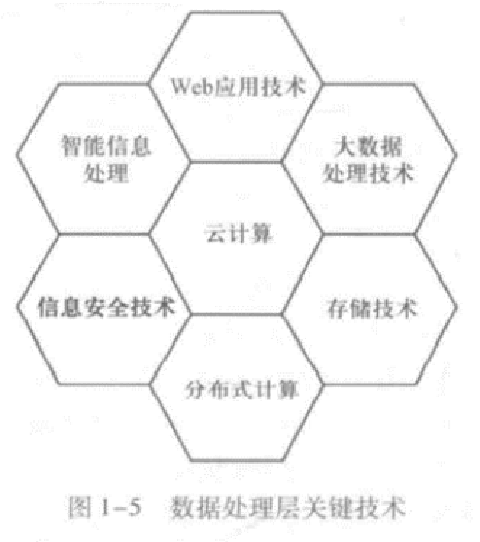 Web应用技术
智能信息
处理
大数据
处理技术
云计算
信息安全技术
存储技术
分布式计算
图1-5 数据处理层关键技术